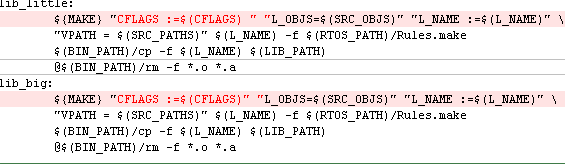 lib_little:
${MAKE} "CFLAGS :=$(CFLAGS) " "L_OBJS=$(SRC_OBJS)" "L_NAME :=$(L_NAME)" \
"VPATH = $(SRC_PATHS)" $(L_NAME) -f $(RTOS_PATH)/Rules.make
$(BIN_PATH)/cp -f $(L_NAME) $(LIB_PATH)
@$(BIN_PATH)/rm -f *.o *.a
lib_big:
${MAKE} "CFLAGS :=$(CFLAGS)" "L_OBJS=$(SRC_OBJS)" "L_NAME :=$(L_NAME)" \
"VPATH = $(SRC_PATHS)" $(L_NAME) -f $(RTOS_PATH)/Rules.make
$(BIN_PATH)/cp -f $(L_NAME) $(LIB_PATH)
@$(BIN_PATH)/rm -f *.o *.a